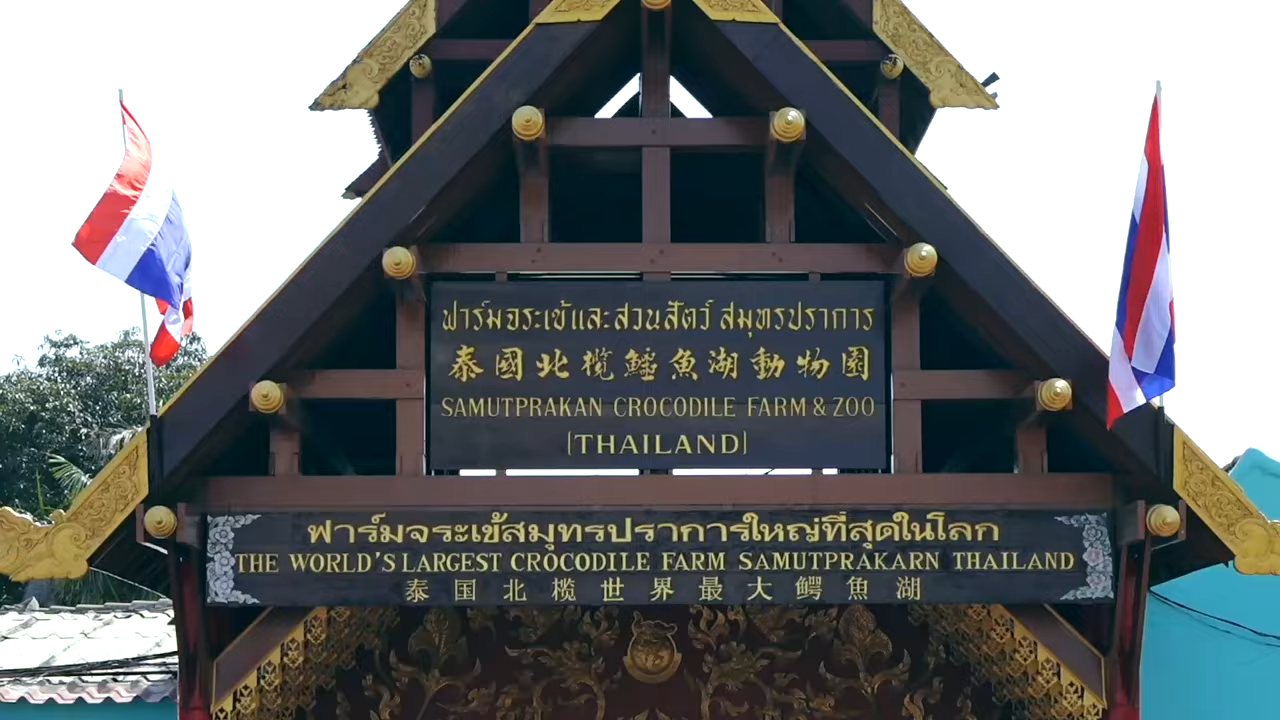 ฟาร์มจระเข้และสวนสัตว์ สมุทรปราการ
泰國北欖鱷魚湖動物園
SAMUTPRAKAN CROCODILE FARM & ZOO
(THAILAND)
ฟาร์มจระเข้สมุทรปราการใหญ่ที่สุดในโลก
THE WORLD'S LARGEST CROCODILE FARM SAMUTPRAKARN THAILAND
泰国北榄世界最大鳄魚湖